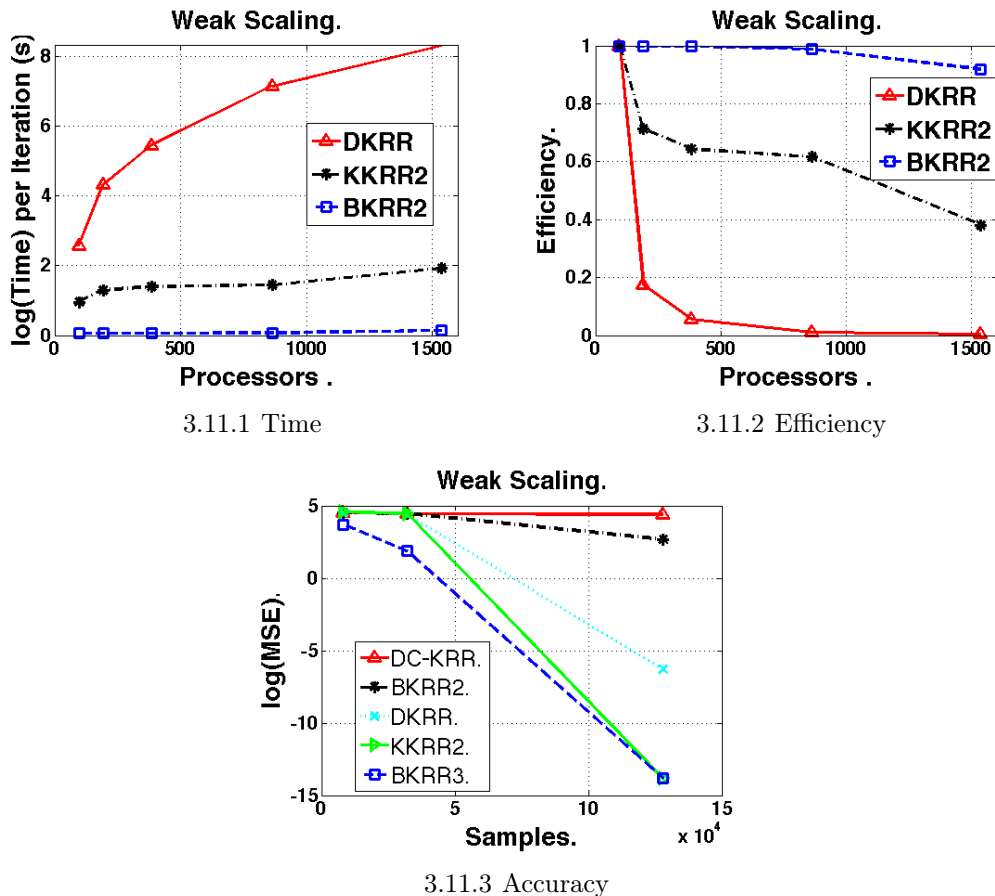 Weak Scaling.
log(Time) per Iteration (s)
8
6
4
2
0
0
500
1000
1500
DKRR
KKRR2
BKRR2
Processors .
3.11.1 Time
Weak Scaling.
Efficiency.
1
0.8
0.6
0.4
0.2
0
0
500
1000
1500
DKRR
KKRR2
BKRR2
Processors .
3.11.2 Efficiency
Weak Scaling.
log(MSE).
5
0
-5
-10
-15
0
5
10
15
x 10^4
DC-KRR.
BKRR2.
DKRR.
KKRR2.
BKRR3.
Samples.
3.11.3 Accuracy